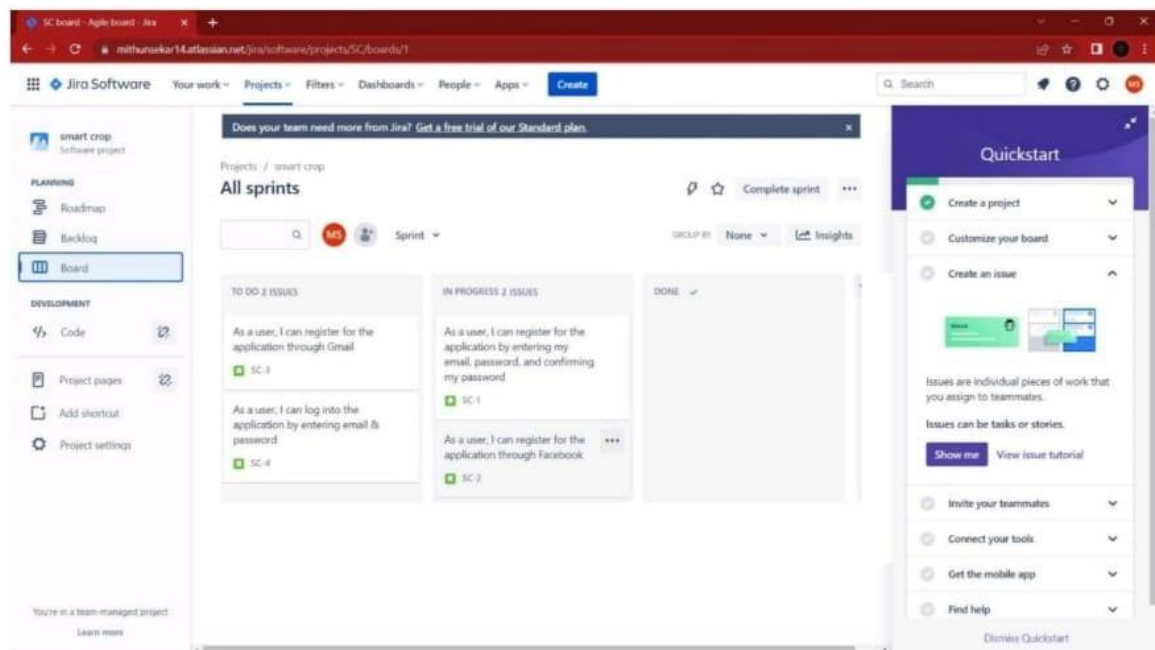 SC board - Agile board - Jira
mithunsekar14.atlassian.net/jira/software/projects/SC/boards/1
Jira Software
Your work
Projects
Filters
Dashboards
People
Apps
Create
Search
MS
smart crop
Software project
PLANNING
Roadmap
Backlog
Board
DEVELOPMENT
Code
Project pages
Add shortcut
Project settings
You're in a team-managed project
Learn more
Does your team need more from Jira? Get a free trial of our Standard plan.
Projects / smart crop
All sprints
Complete sprint
MS
Sprint
GROUP BY
None
Insights
TO DO 2 ISSUES
As a user, I can register for the
application through Gmail
SC-3
As a user, I can log into the
application by entering email &
password
SC-4
IN PROGRESS 2 ISSUES
As a user, I can register for the
application by entering my
email, password, and confirming
my password
SC-1
As a user, I can register for the
application through Facebook
SC-2
DONE
Quickstart
Create a project
Customize your board
Create an issue
Issues are individual pieces of work that
you assign to teammates.
Issues can be tasks or stories.
Show me
View issue tutorial
Invite your teammates
Connect your tools
Get the mobile app
Find help
Dismiss Quickstart